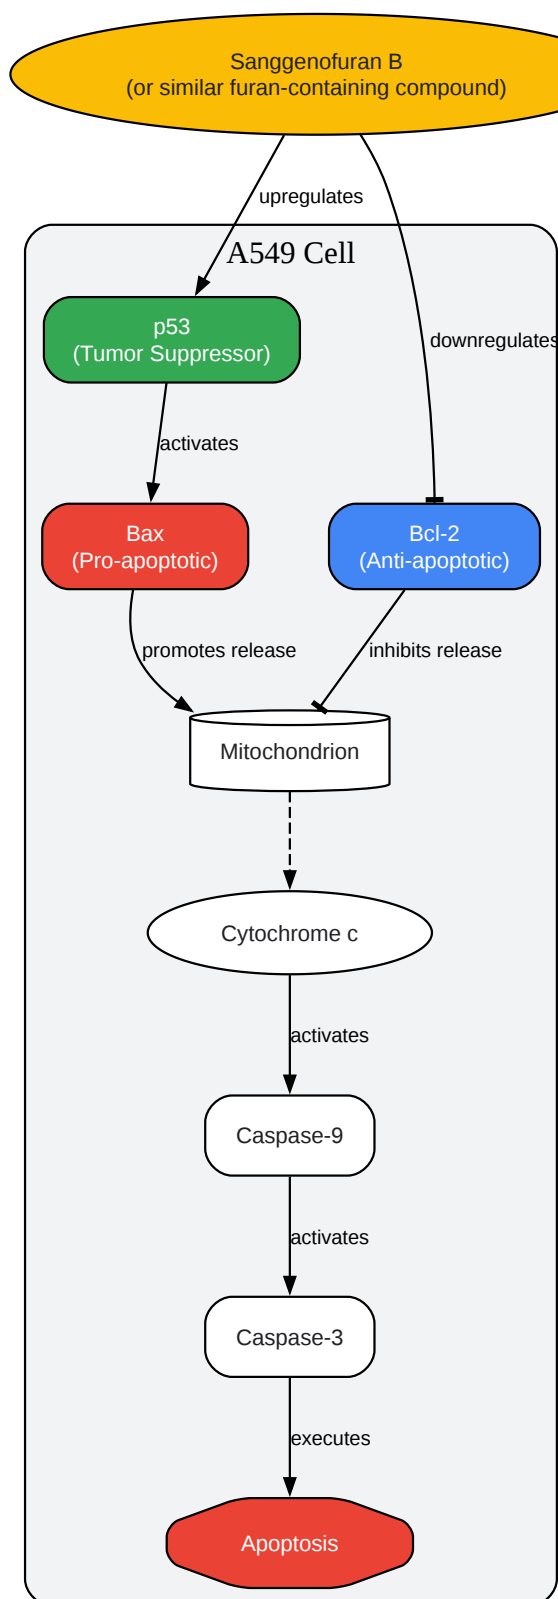 Sanggenofuran B
(or similar furan-containing compound)
upregulates
A549 Cell
p53
(Tumor Suppressor)
downregulates
activates
Bax
(Pro-apoptotic)
Bcl-2
(Anti-apoptotic)
promotes release
inhibits release
Mitochondrion
Cytochrome c
activates
Caspase-9
activates
Caspase-3
executes
Apoptosis